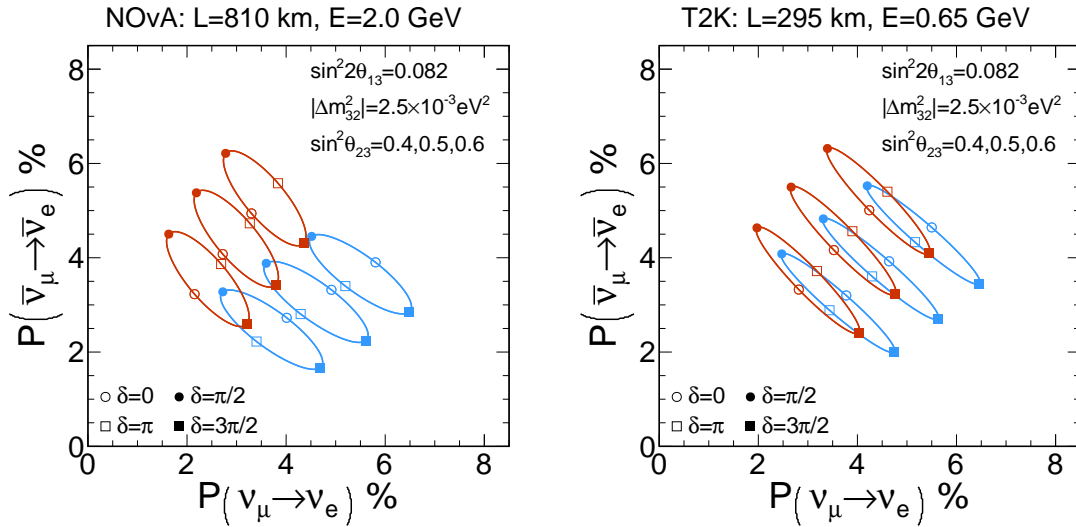 NOνA: L=810 km, E=2.0 GeV
8
6
4
2
0
0 2 4 6 8
P(ν̅μ→ν̅e) %
P(νμ→νe) %
sin²2θ₁₃=0.082
|Δm²₃₂|=2.5×10⁻³eV²
sin²θ₂₃=0.4,0.5,0.6
δ=0 δ=π/2
δ=π δ=3π/2
T2K: L=295 km, E=0.65 GeV
8
6
4
2
0
0 2 4 6 8
P(ν̅μ→ν̅e) %
P(νμ→νe) %
sin²2θ₁₃=0.082
|Δm²₃₂|=2.5×10⁻³eV²
sin²θ₂₃=0.4,0.5,0.6
δ=0 δ=π/2
δ=π δ=3π/2